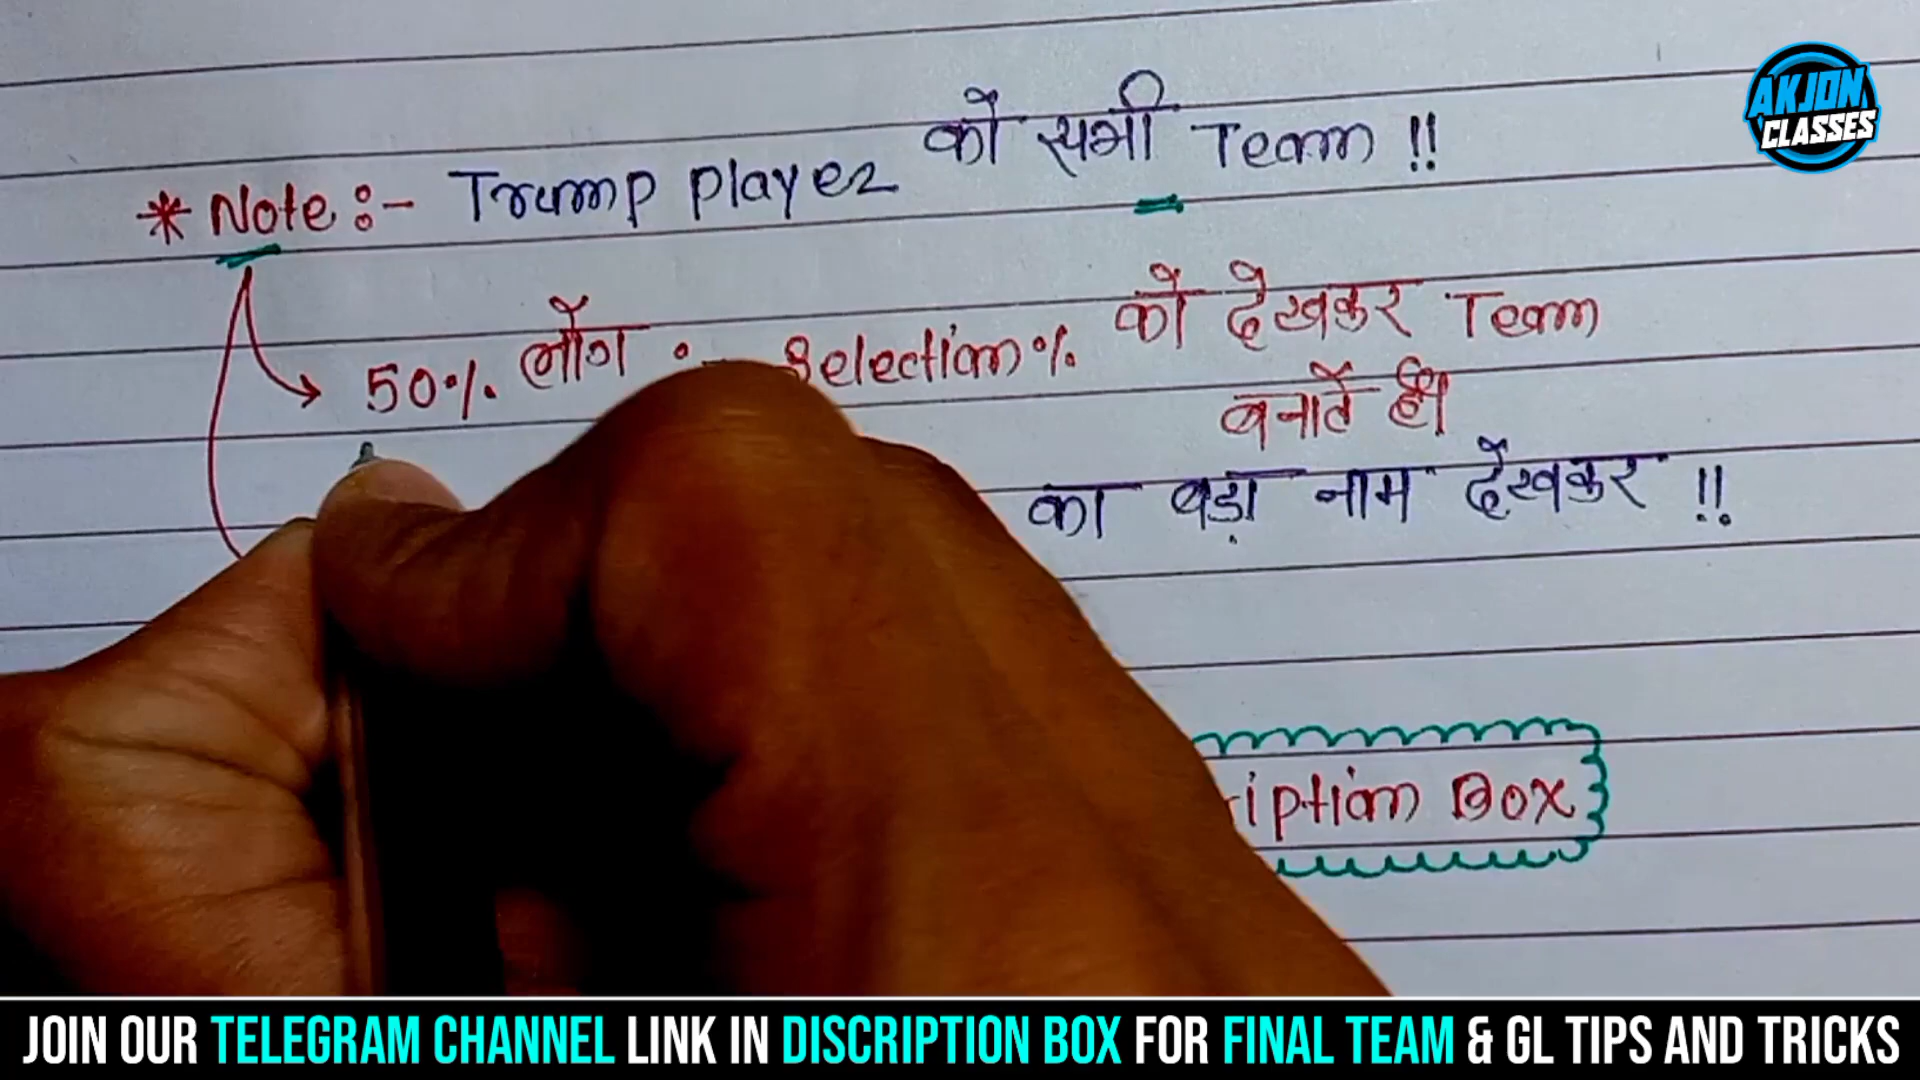 AKJON
CLASSES
* Note :- Trump player को सभी Team !!
50% लोग :- Selection% को देखकर Team
बनाते है।
का बड़ा नाम देखकर !!
ription Box
JOIN OUR TELEGRAM CHANNEL LINK IN DISCRIPTION BOX FOR FINAL TEAM & GL TIPS AND TRICKS